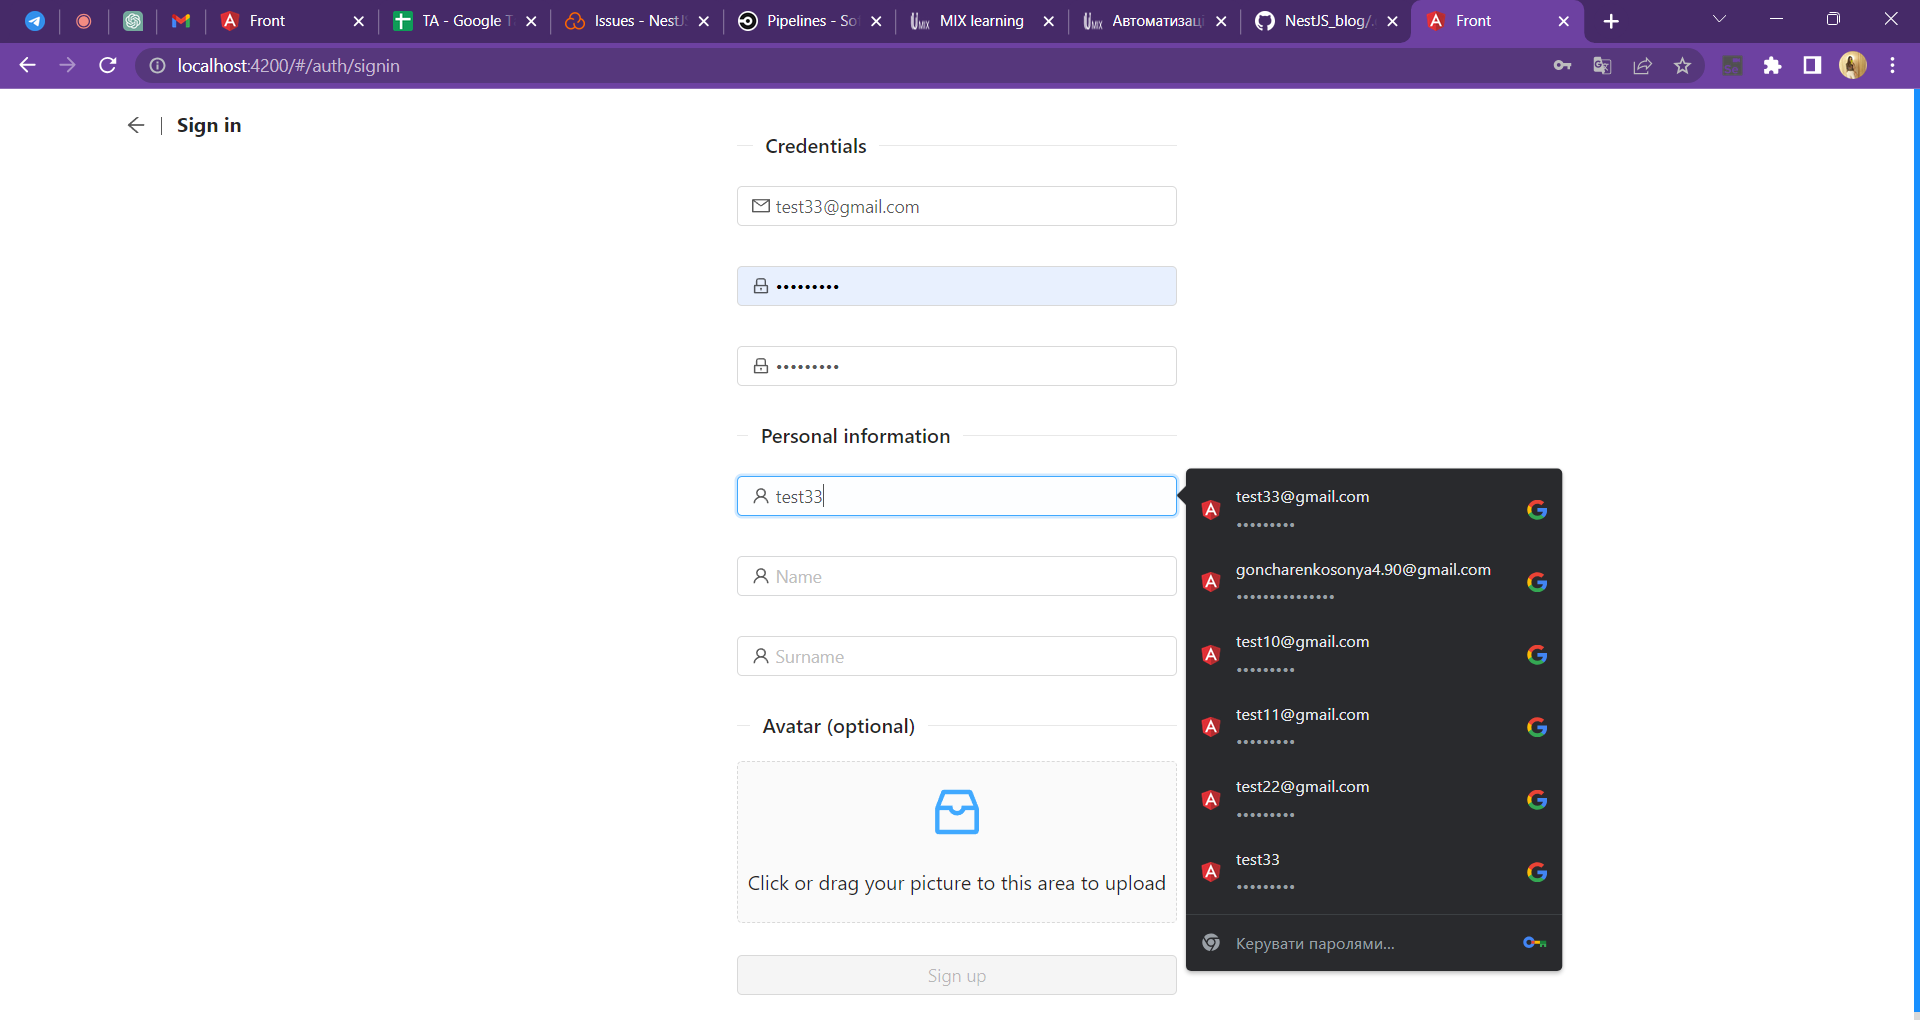 Front
TA - Google T
Issues - NestJS
Pipelines - So
MIX learning
Автоматизац
NestJS_blog/.
Front
localhost:4200/#/auth/signin
Sign in
Credentials
test33@gmail.com
•••••••••
•••••••••
Personal information
test33
Name
Surname
Avatar (optional)
Click or drag your picture to this area to upload
Sign up
test33@gmail.com
•••••••••
goncharenkosonya4.90@gmail.com
•••••••••••••••
test10@gmail.com
•••••••••
test11@gmail.com
•••••••••
test22@gmail.com
•••••••••
test33
•••••••••
Керувати паролями...